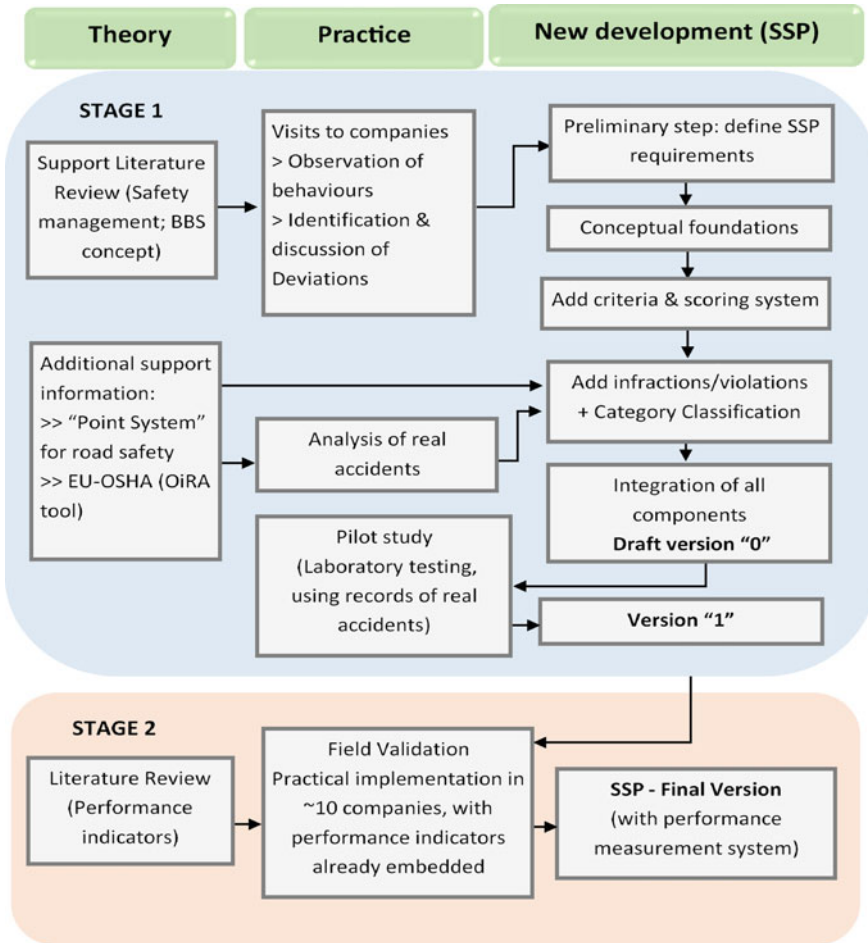 Theory
Practice
New development (SSP)
STAGE 1
Support Literature
Review (Safety
management; BBS
concept)
Visits to companies
> Observation of
behaviours
> Identification &
discussion of
Deviations
Preliminary step: define SSP
requirements
Conceptual foundations
Add criteria & scoring system
Additional support
information:
>> “Point System”
for road safety
>> EU-OSHA (OiRA
tool)
Analysis of real
accidents
Add infractions/violations
+ Category Classification
Integration of all
components
Draft version “0”
Pilot study
(Laboratory testing,
using records of real
accidents)
Version “1”
STAGE 2
Literature Review
(Performance
indicators)
Field Validation
Practical implementation in
~10 companies, with
performance indicators
already embedded
SSP - Final Version
(with performance
measurement system)